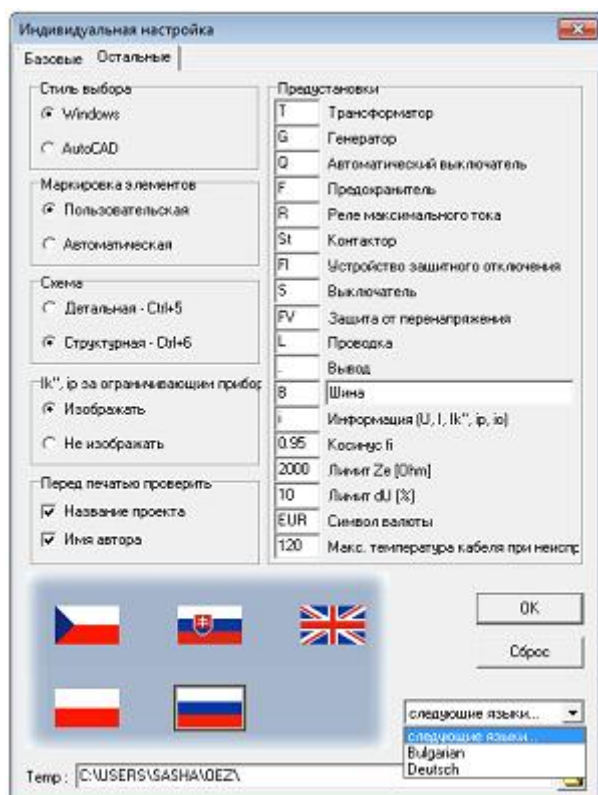 Индивидуальная настройка
Базовые Остальные
Стиль выбора
Windows
AutoCAD
Маркировка элементов
Пользовательская
Автоматическая
Схема
Детальная - Ctrl+5
Структурная - Ctrl+6
Ik'', ip за ограничивающим прибор
Изображать
Не изображать
Перед печатью проверить
Название проекта
Имя автора
Предустановки
T Трансформатор
G Генератор
Q Автоматический выключатель
F Предохранитель
R Реле максимального тока
St Контактор
FI Устройство защитного отключения
S Выключатель
FV Защита от перенапряжения
L Проводка
. Вывод
B Шина
i Информация (U, I, Ik'', ip, io)
0.95 Косинус fi
2000 Лимит Ze [Ohm]
10 Лимит dU [%]
EUR Символ валюты
120 Макс. температура кабеля при неиспр
OK
Сброс
следующие языки...
следующие языки...
Bulgarian
Deutsch
Temp : C:\USERS\SASHA\OEZ\